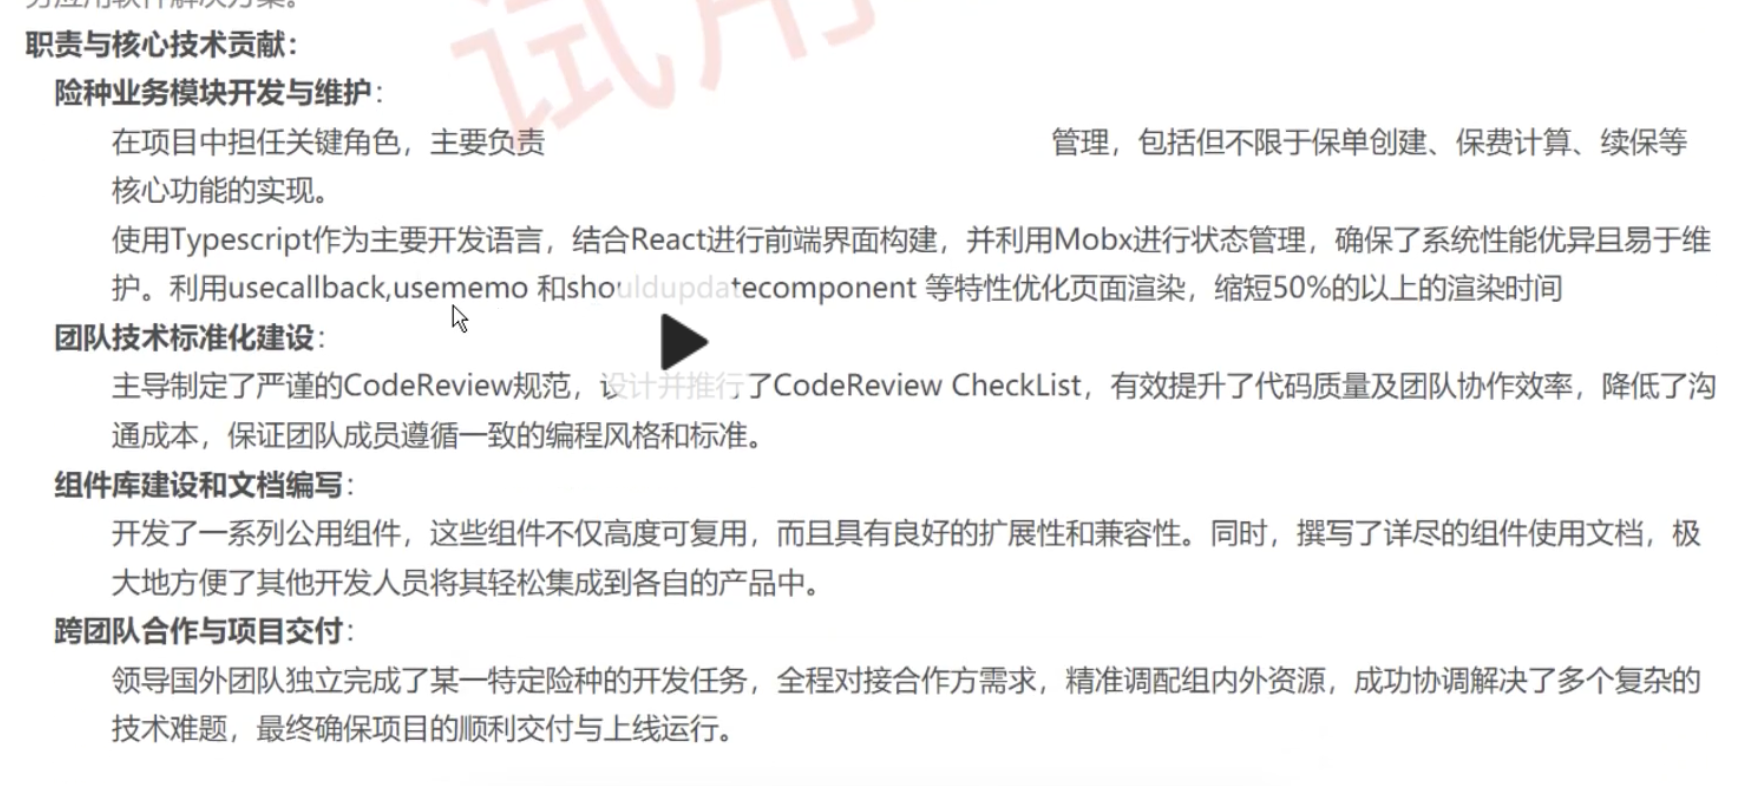 职责与核心技术贡献：
险种业务模块开发与维护：
在项目中担任关键角色，主要负责 管理，包括但不限于保单创建、保费计算、续保等
核心功能的实现。
使用Typescript作为主要开发语言，结合React进行前端界面构建，并利用Mobx进行状态管理，确保了系统性能优异且易于维
护。利用usecallback,usememo 和shouldupdatecomponent 等特性优化页面渲染，缩短50%的以上的渲染时间
团队技术标准化建设：
主导制定了严谨的CodeReview规范，设计并推行了CodeReview CheckList，有效提升了代码质量及团队协作效率，降低了沟
通成本，保证团队成员遵循一致的编程风格和标准。
组件库建设和文档编写：
开发了一系列公用组件，这些组件不仅高度可复用，而且具有良好的扩展性和兼容性。同时，撰写了详尽的组件使用文档，极
大地方便了其他开发人员将其轻松集成到各自的产品中。
跨团队合作与项目交付：
领导国外团队独立完成了某一特定险种的开发任务，全程对接合作方需求，精准调配组内外资源，成功协调解决了多个复杂的
技术难题，最终确保项目的顺利交付与上线运行。
试用